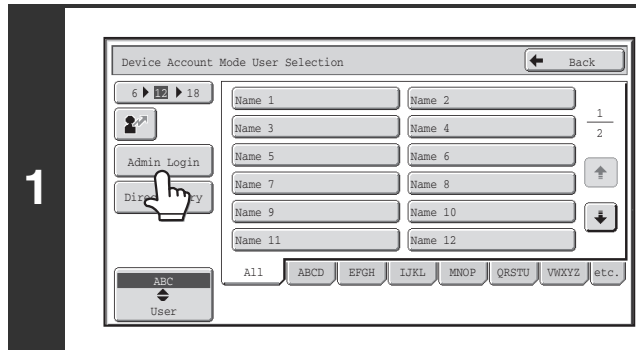 1
Device Account Mode User Selection
Back
6 12 18
Admin Login
Name 1
Name 2
Name 3
Name 4
Name 5
Name 6
Name 7
Name 8
Name 9
Name 10
Name 11
Name 12
1
2
All ABCD EFGH IJKL MNOP QRSTU VWXYZ etc.
ABC
User